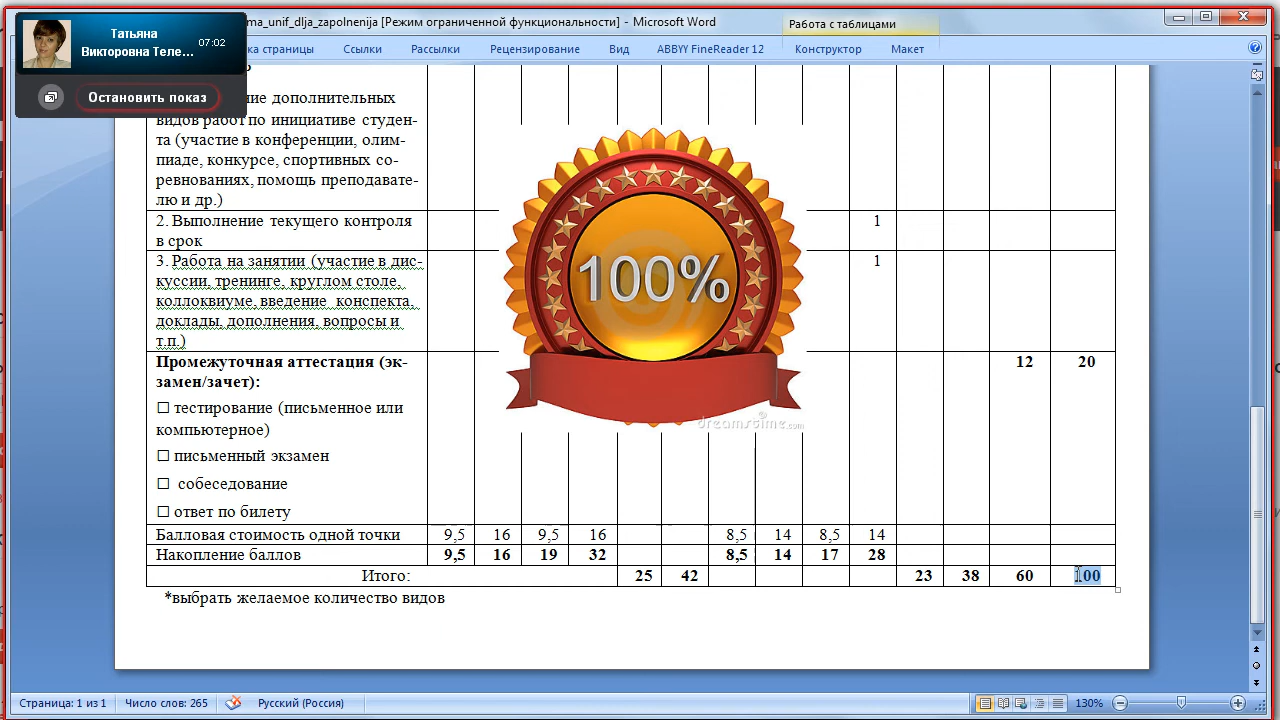 Татьяна
Викторовна Теле...
07:02
Остановить показ
ma_unif_dlja_zapolnenija [Режим ограниченной функциональности] - Microsoft Word
Работа с таблицами
ка страницы Ссылки Рассылки Рецензирование Вид ABBYY FineReader 12 Конструктор Макет
ние дополнительных
видов работ по инициативе студен-
та (участие в конференции, олим-
пиаде, конкурсе, спортивных со-
ревнованиях, помощь преподавате-
лю и др.)
2. Выполнение текущего контроля
в срок
1
3. Работа на занятии (участие в дис-
куссии, тренинге, круглом столе,
коллоквиуме, введение конспекта,
доклады, дополнения, вопросы и
т.п.)
1
100%
dreamstime.com
Промежуточная аттестация (эк-
замен/зачет):
12 20
☐ тестирование (письменное или
компьютерное)
☐ письменный экзамен
☐ собеседование
☐ ответ по билету
Балловая стоимость одной точки 9,5 16 9,5 16 8,5 14 8,5 14
Накопление баллов 9,5 16 19 32 8,5 14 17 28
Итого: 25 42 23 38 60 100
*выбрать желаемое количество видов
Страница: 1 из 1 Число слов: 265 Русский (Россия) 130%